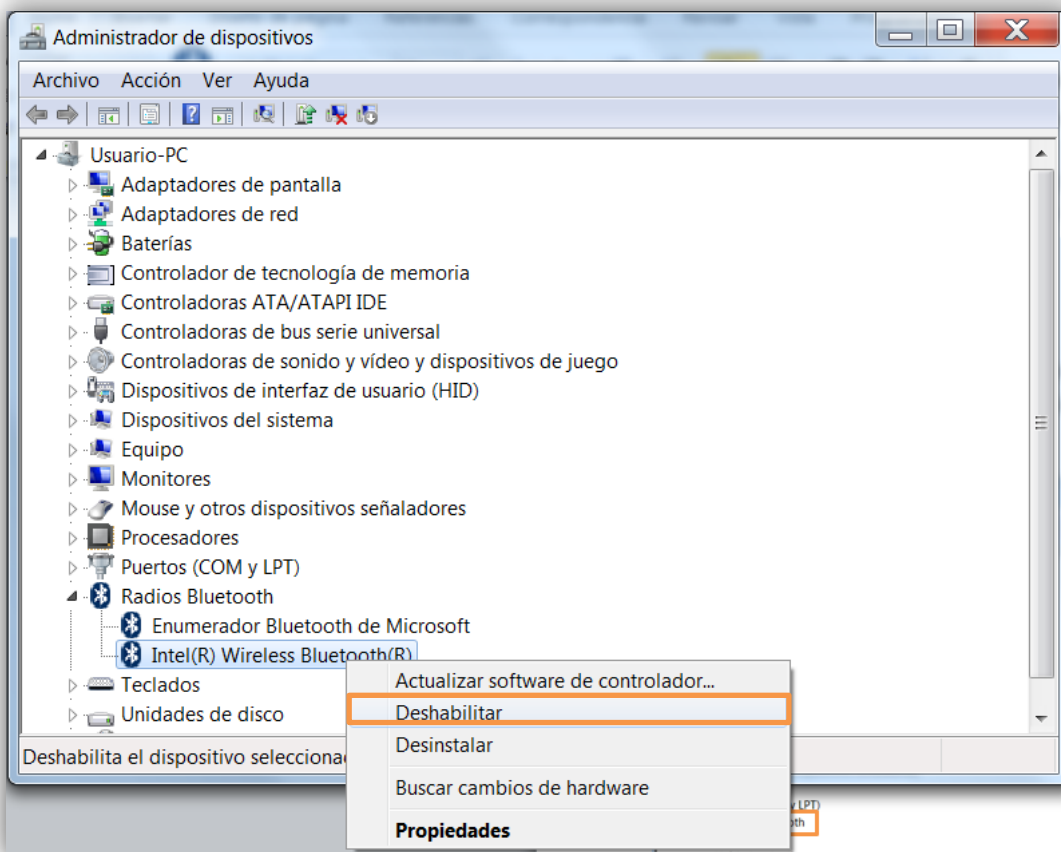 Administrador de dispositivos
Archivo Acción Ver Ayuda
Usuario-PC
Adaptadores de pantalla
Adaptadores de red
Baterías
Controlador de tecnología de memoria
Controladoras ATA/ATAPI IDE
Controladoras de bus serie universal
Controladoras de sonido y vídeo y dispositivos de juego
Dispositivos de interfaz de usuario (HID)
Dispositivos del sistema
Equipo
Monitores
Mouse y otros dispositivos señaladores
Procesadores
Puertos (COM y LPT)
Radios Bluetooth
Enumerador Bluetooth de Microsoft
Intel(R) Wireless Bluetooth(R)
Teclados
Unidades de disco
Deshabilita el dispositivo
Actualizar software de controlador...
Deshabilitar
Desinstalar
Buscar cambios de hardware
Propiedades
y LPT)